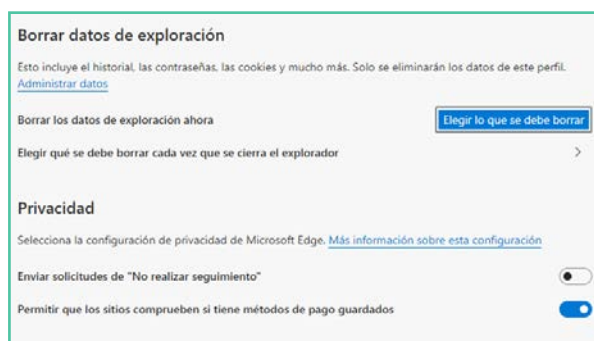 Borrar datos de exploración
Esto incluye el historial, las contraseñas, las cookies y mucho más. Solo se eliminarán los datos de este perfil.
Administrar datos
Borrar los datos de exploración ahora
Elegir lo que se debe borrar
Elegir qué se debe borrar cada vez que se cierra el explorador
Privacidad
Selecciona la configuración de privacidad de Microsoft Edge. Más información sobre esta configuración
Enviar solicitudes de "No realizar seguimiento"
Permitir que los sitios comprueben si tiene métodos de pago guardados